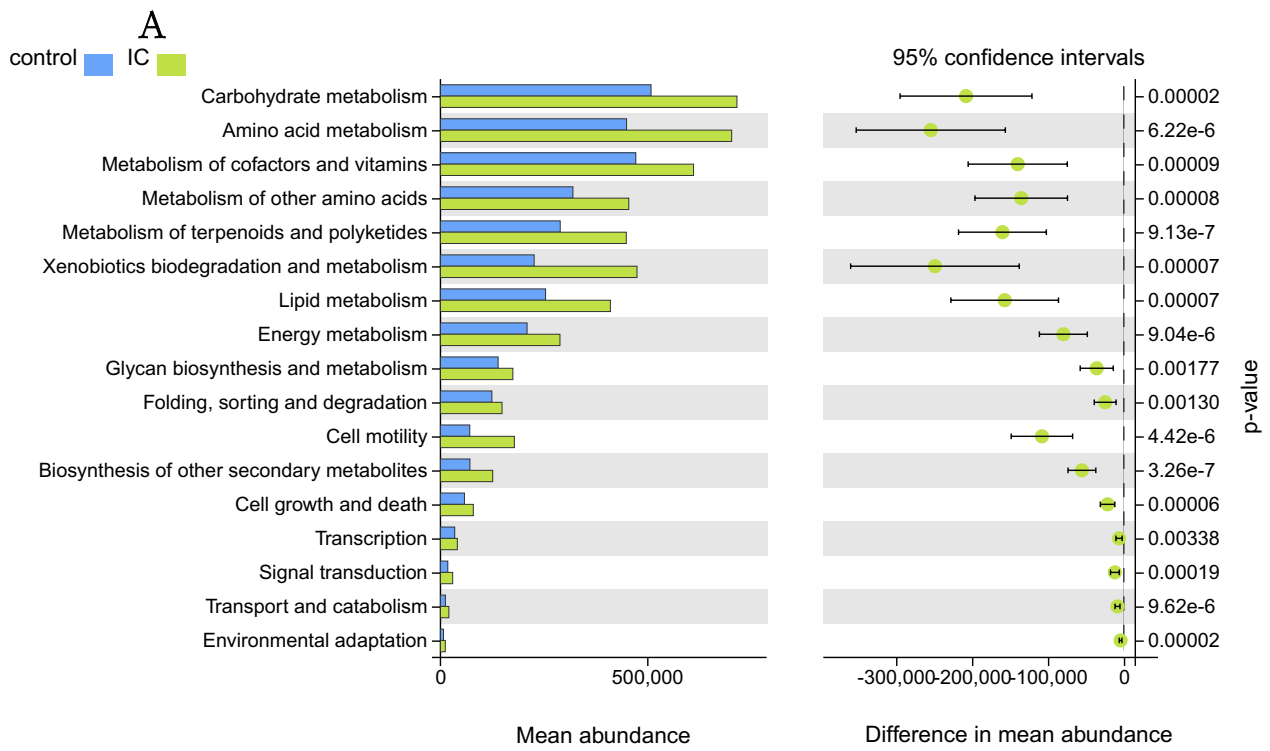 A
control IC
95% confidence intervals
Carbohydrate metabolism 0.00002
Amino acid metabolism 6.22e-6
Metabolism of cofactors and vitamins 0.00009
Metabolism of other amino acids 0.00008
Metabolism of terpenoids and polyketides 9.13e-7
Xenobiotics biodegradation and metabolism 0.00007
Lipid metabolism 0.00007
Energy metabolism 9.04e-6
Glycan biosynthesis and metabolism 0.00177
Folding, sorting and degradation 0.00130
Cell motility 4.42e-6
Biosynthesis of other secondary metabolites 3.26e-7
Cell growth and death 0.00006
Transcription 0.00338
Signal transduction 0.00019
Transport and catabolism 9.62e-6
Environmental adaptation 0.00002
p-value
0 500,000 -300,000 -200,000 -100,000 0
Mean abundance Difference in mean abundance